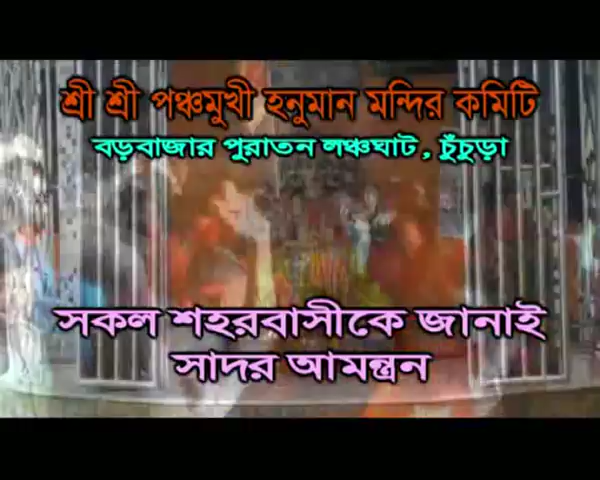 শ্রী শ্রী পঞ্চমুখী হনুমান মন্দির কমিটি
বড়বাজার পুরাতন লঞ্চঘাট , চুঁচুড়া
সকল শহরবাসীকে জানাই
সাদর আমন্ত্রন